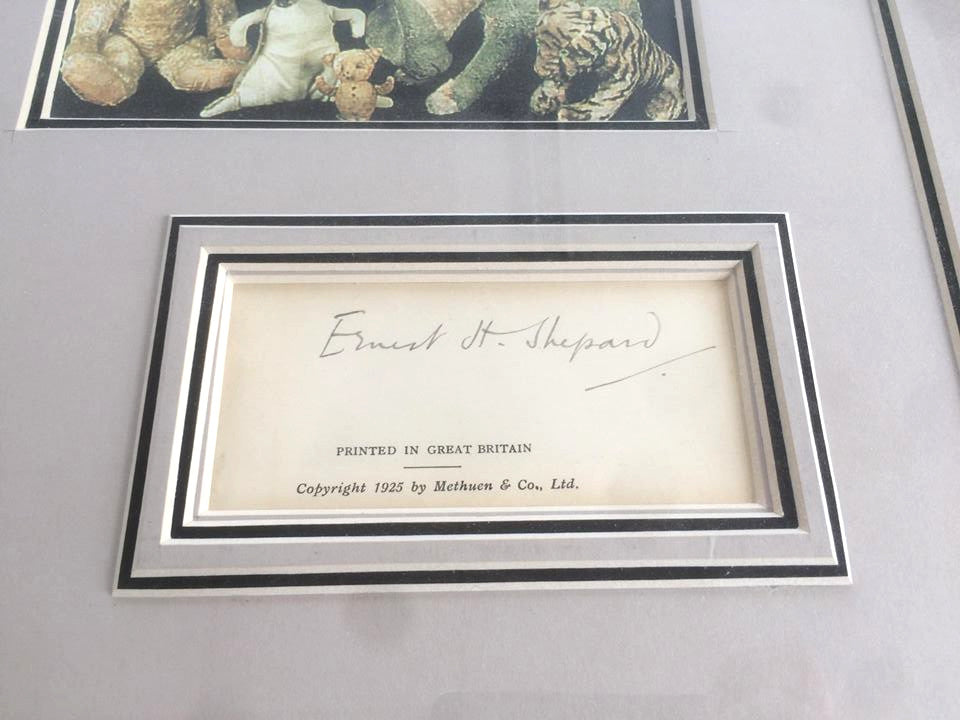 Ernest H. Shepard
PRINTED IN GREAT BRITAIN
Copyright 1925 by Methuen & Co., Ltd.